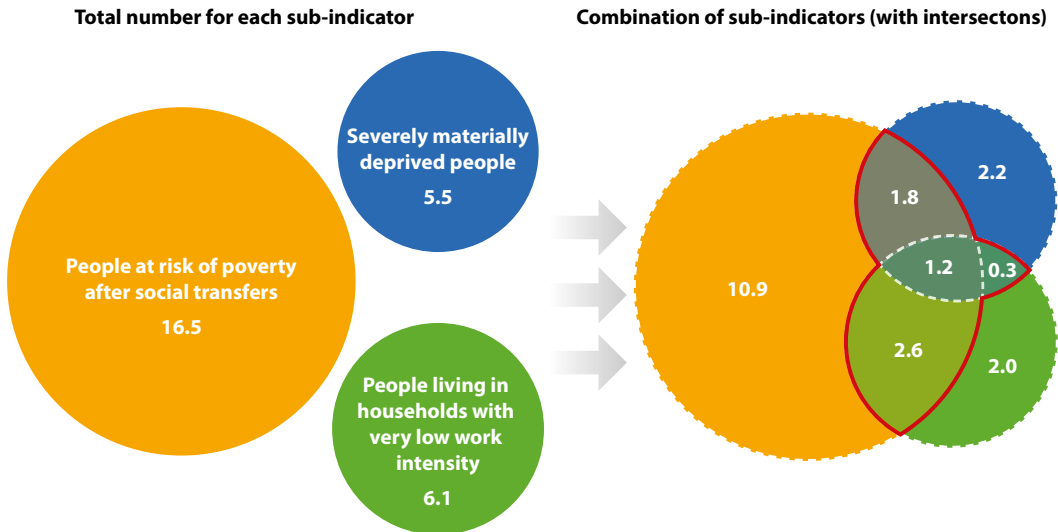 Total number for each sub-indicator
Combination of sub-indicators (with intersectons)
People at risk of poverty
after social transfers
16.5
Severely materially
deprived people
5.5
People living in
households with
very low work
intensity
6.1
10.9
1.8
2.2
1.2
0.3
2.6
2.0